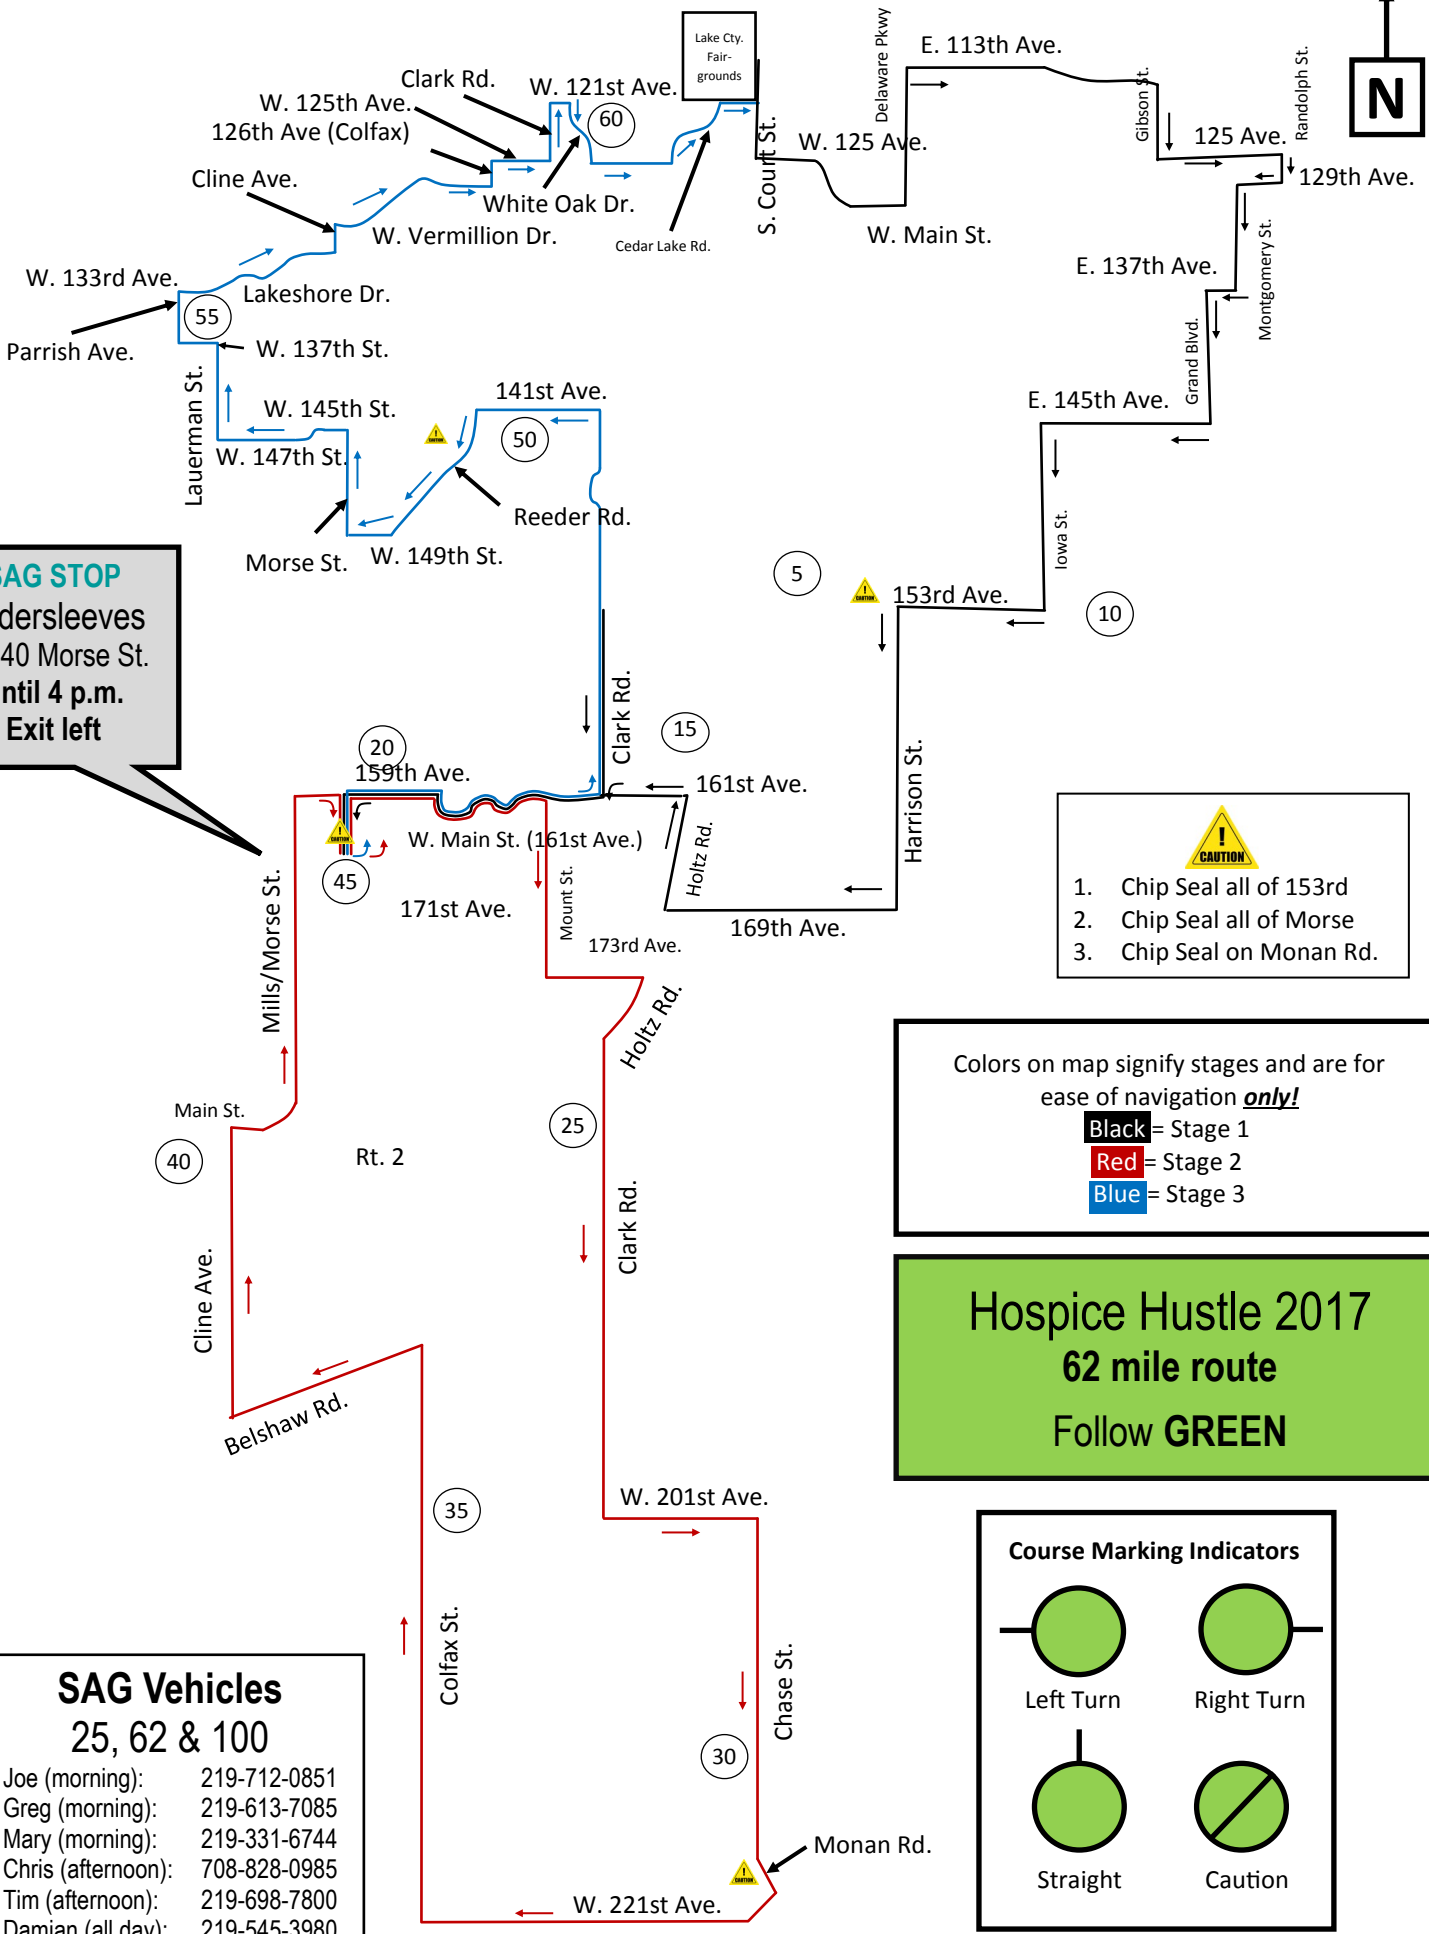 Lake Cty.
Fair-
grounds
Delaware Pkwy
E. 113th Ave.
Gibson St.
Randolph St.
N
Clark Rd.
W. 121st Ave.
W. 125th Ave.
126th Ave (Colfax)
60
W. 125 Ave.
125 Ave.
129th Ave.
Cline Ave.
White Oak Dr.
S. Court St.
W. Vermillion Dr.
Cedar Lake Rd.
W. Main St.
Montgomery St.
W. 133rd Ave.
Lakeshore Dr.
E. 137th Ave.
55
Parrish Ave.
W. 137th St.
Grand Blvd.
Lauerman St.
141st Ave.
E. 145th Ave.
W. 145th St.
50
W. 147th St.
Reeder Rd.
Iowa St.
Morse St.
W. 149th St.
5
153rd Ave.
10
SAG STOP
dersleeves
40 Morse St.
ntil 4 p.m.
Exit left
Clark Rd.
15
20
159th Ave.
161st Ave.
Harrison St.
W. Main St. (161st Ave.)
Holtz Rd.
45
Mills/Morse St.
171st Ave.
Mount St.
169th Ave.
173rd Ave.
Holtz Rd.
CAUTION
1. Chip Seal all of 153rd
2. Chip Seal all of Morse
3. Chip Seal on Monan Rd.
Colors on map signify stages and are for
ease of navigation only!
Black = Stage 1
Red = Stage 2
Blue = Stage 3
Main St.
25
40
Rt. 2
Clark Rd.
Cline Ave.
Belshaw Rd.
Hospice Hustle 2017
62 mile route
Follow GREEN
35
W. 201st Ave.
Colfax St.
Chase St.
30
Monan Rd.
W. 221st Ave.
Course Marking Indicators
Left Turn Right Turn
Straight Caution
SAG Vehicles
25, 62 & 100
Joe (morning): 219-712-0851
Greg (morning): 219-613-7085
Mary (morning): 219-331-6744
Chris (afternoon): 708-828-0985
Tim (afternoon): 219-698-7800
Damian (all day): 219-545-3980